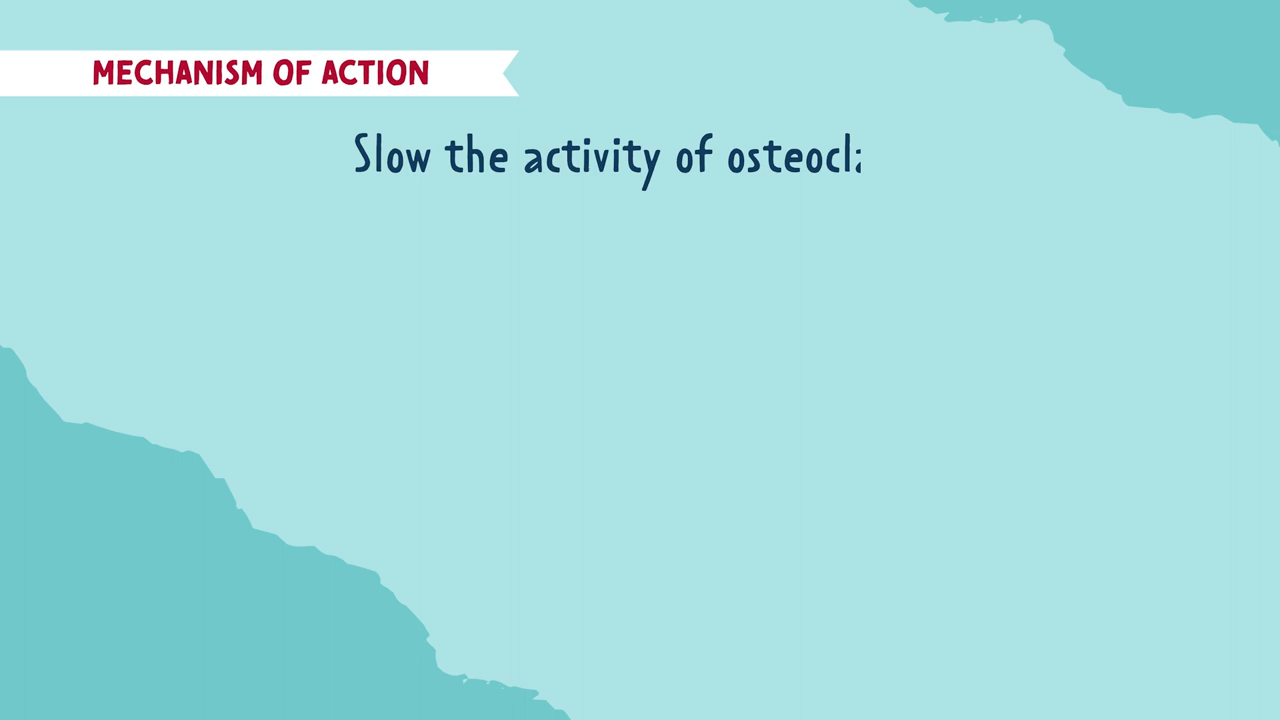 MECHANISM OF ACTION
Slow the activity of osteocl